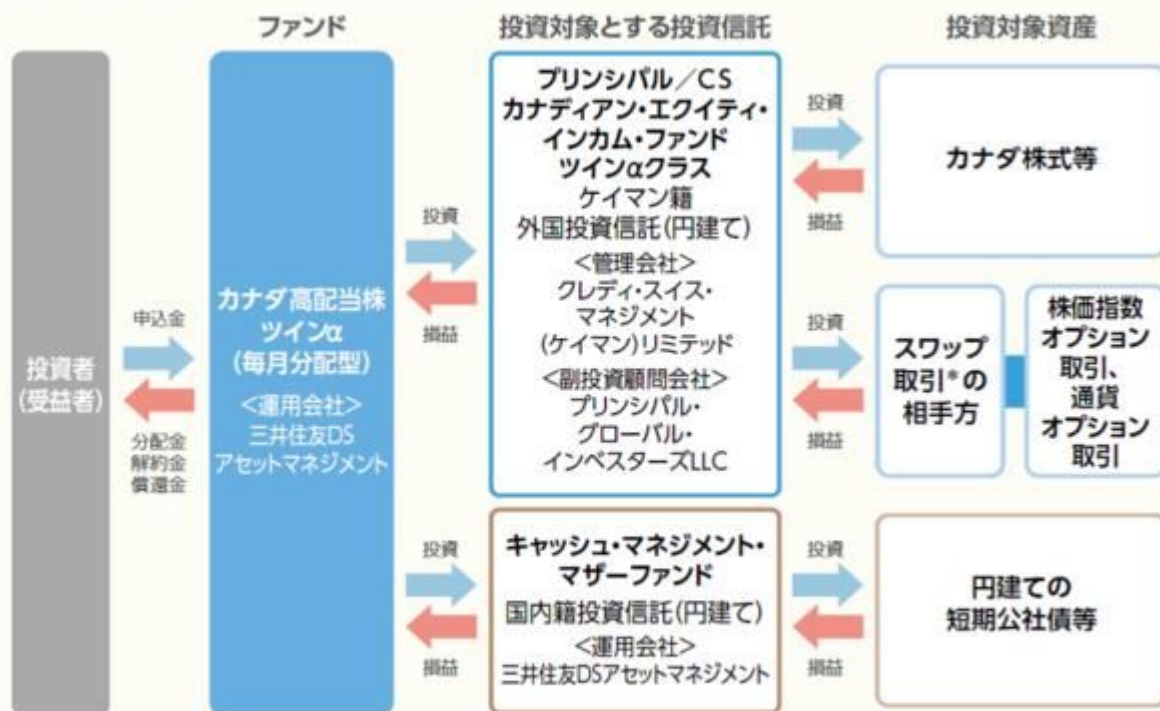 ファンド
投資対象とする投資信託
投資対象資産
投資者
(受益者)
申込金
分配金
解約金
償還金
カナダ高配当株
ツインα
(毎月分配型)
<運用会社>
三井住友DS
アセットマネジメント
投資
損益
プリンシパル/CS
カナディアン・エクイティ・
インカム・ファンド
ツインαクラス
ケイマン籍
外国投資信託(円建て)
<管理会社>
クレディ・スイス・
マネジメント
(ケイマン)リミテッド
<副投資顧問会社>
プリンシパル・
グローバル・
インベスターズLLC
投資
損益
カナダ株式等
投資
損益
スワップ
取引*の
相手方
株価指数
オプション
取引、
通貨
オプション
取引
投資
損益
キャッシュ・マネジメント・
マザーファンド
国内籍投資信託(円建て)
<運用会社>
三井住友DSアセットマネジメント
投資
損益
円建ての
短期公社債等